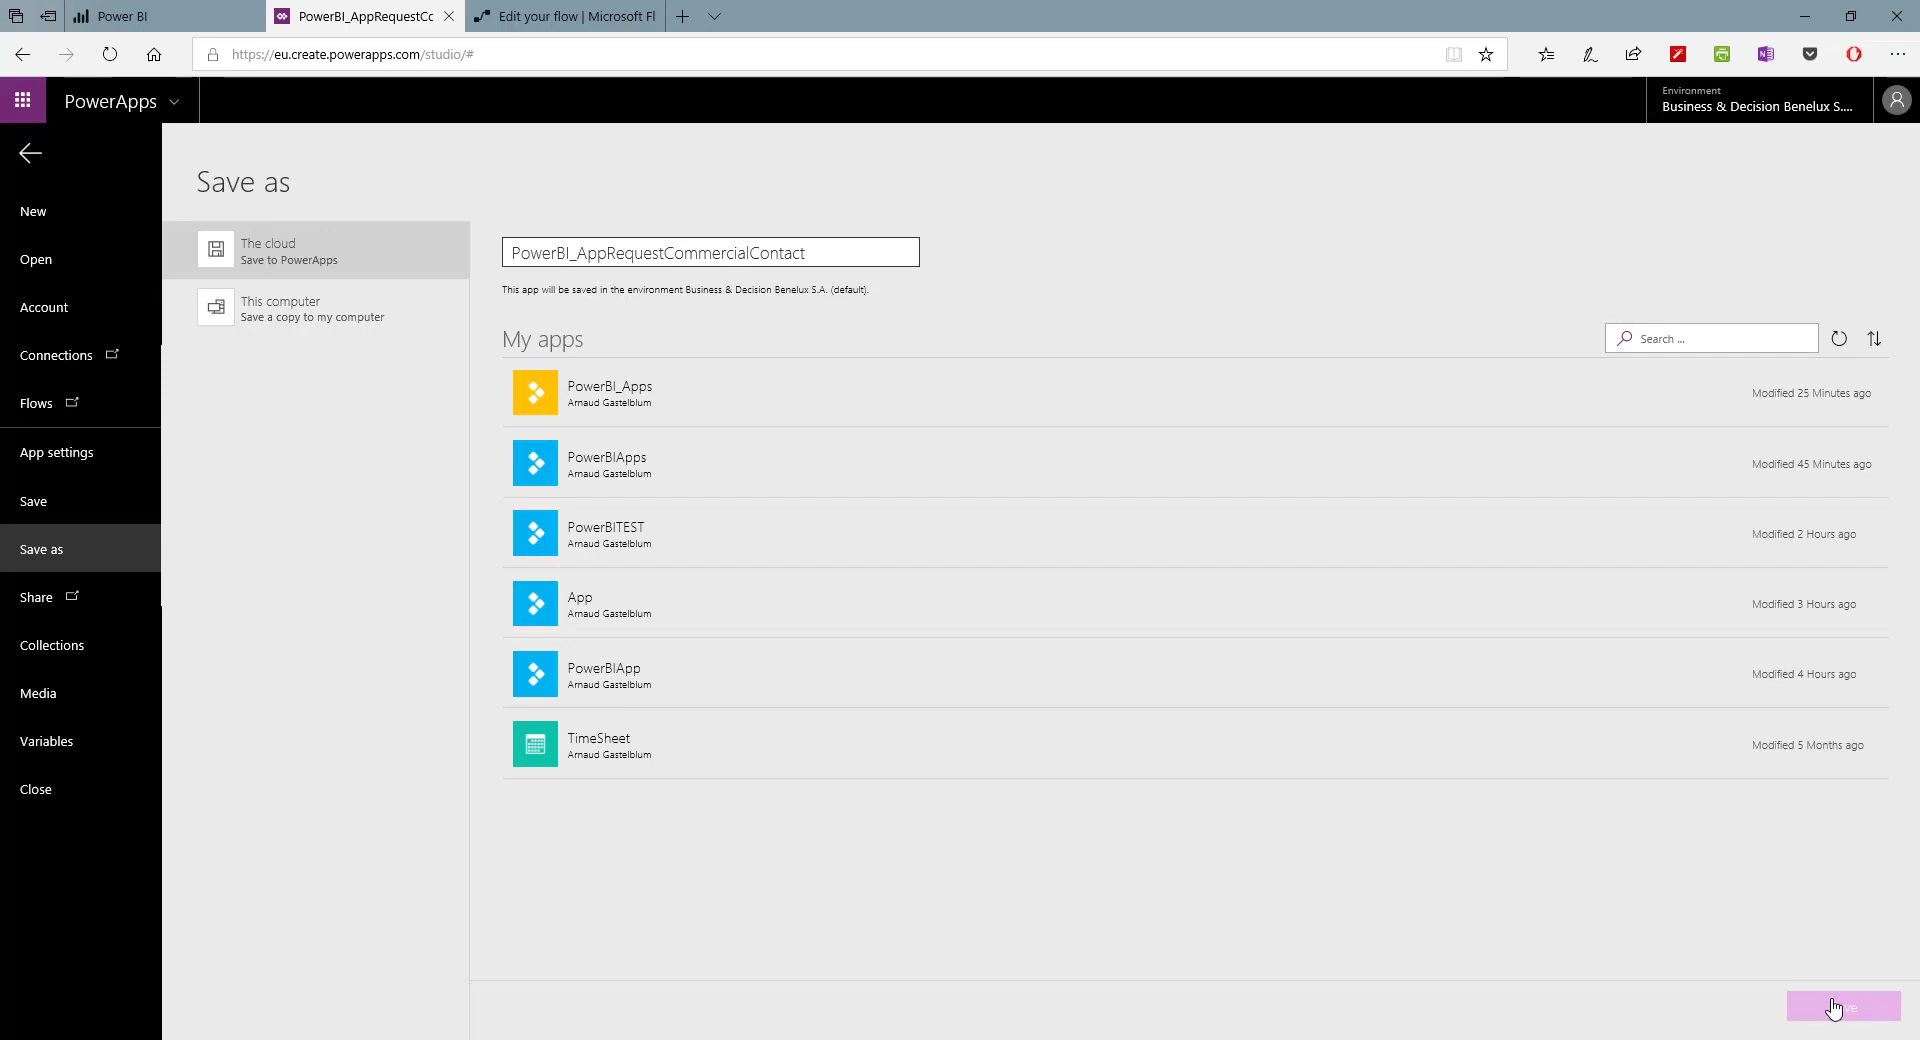 Power BI
PowerBI_AppRequestCo
Edit your flow | Microsoft Fl
https://eu.create.powerapps.com/studio/#
PowerApps
Environment
Business & Decision Benelux S....
Save as
New
Open
Account
Connections
Flows
App settings
Save
Save as
Share
Collections
Media
Variables
Close
The cloud
Save to PowerApps
This computer
Save a copy to my computer
PowerBI_AppRequestCommercialContact
This app will be saved in the environment Business & Decision Benelux S.A. (default).
My apps
Search ...
PowerBI_Apps
Arnaud Gastelblum
Modified 25 Minutes ago
PowerBIApps
Arnaud Gastelblum
Modified 45 Minutes ago
PowerBITEST
Arnaud Gastelblum
Modified 2 Hours ago
App
Arnaud Gastelblum
Modified 3 Hours ago
PowerBIApp
Arnaud Gastelblum
Modified 4 Hours ago
TimeSheet
Arnaud Gastelblum
Modified 5 Months ago